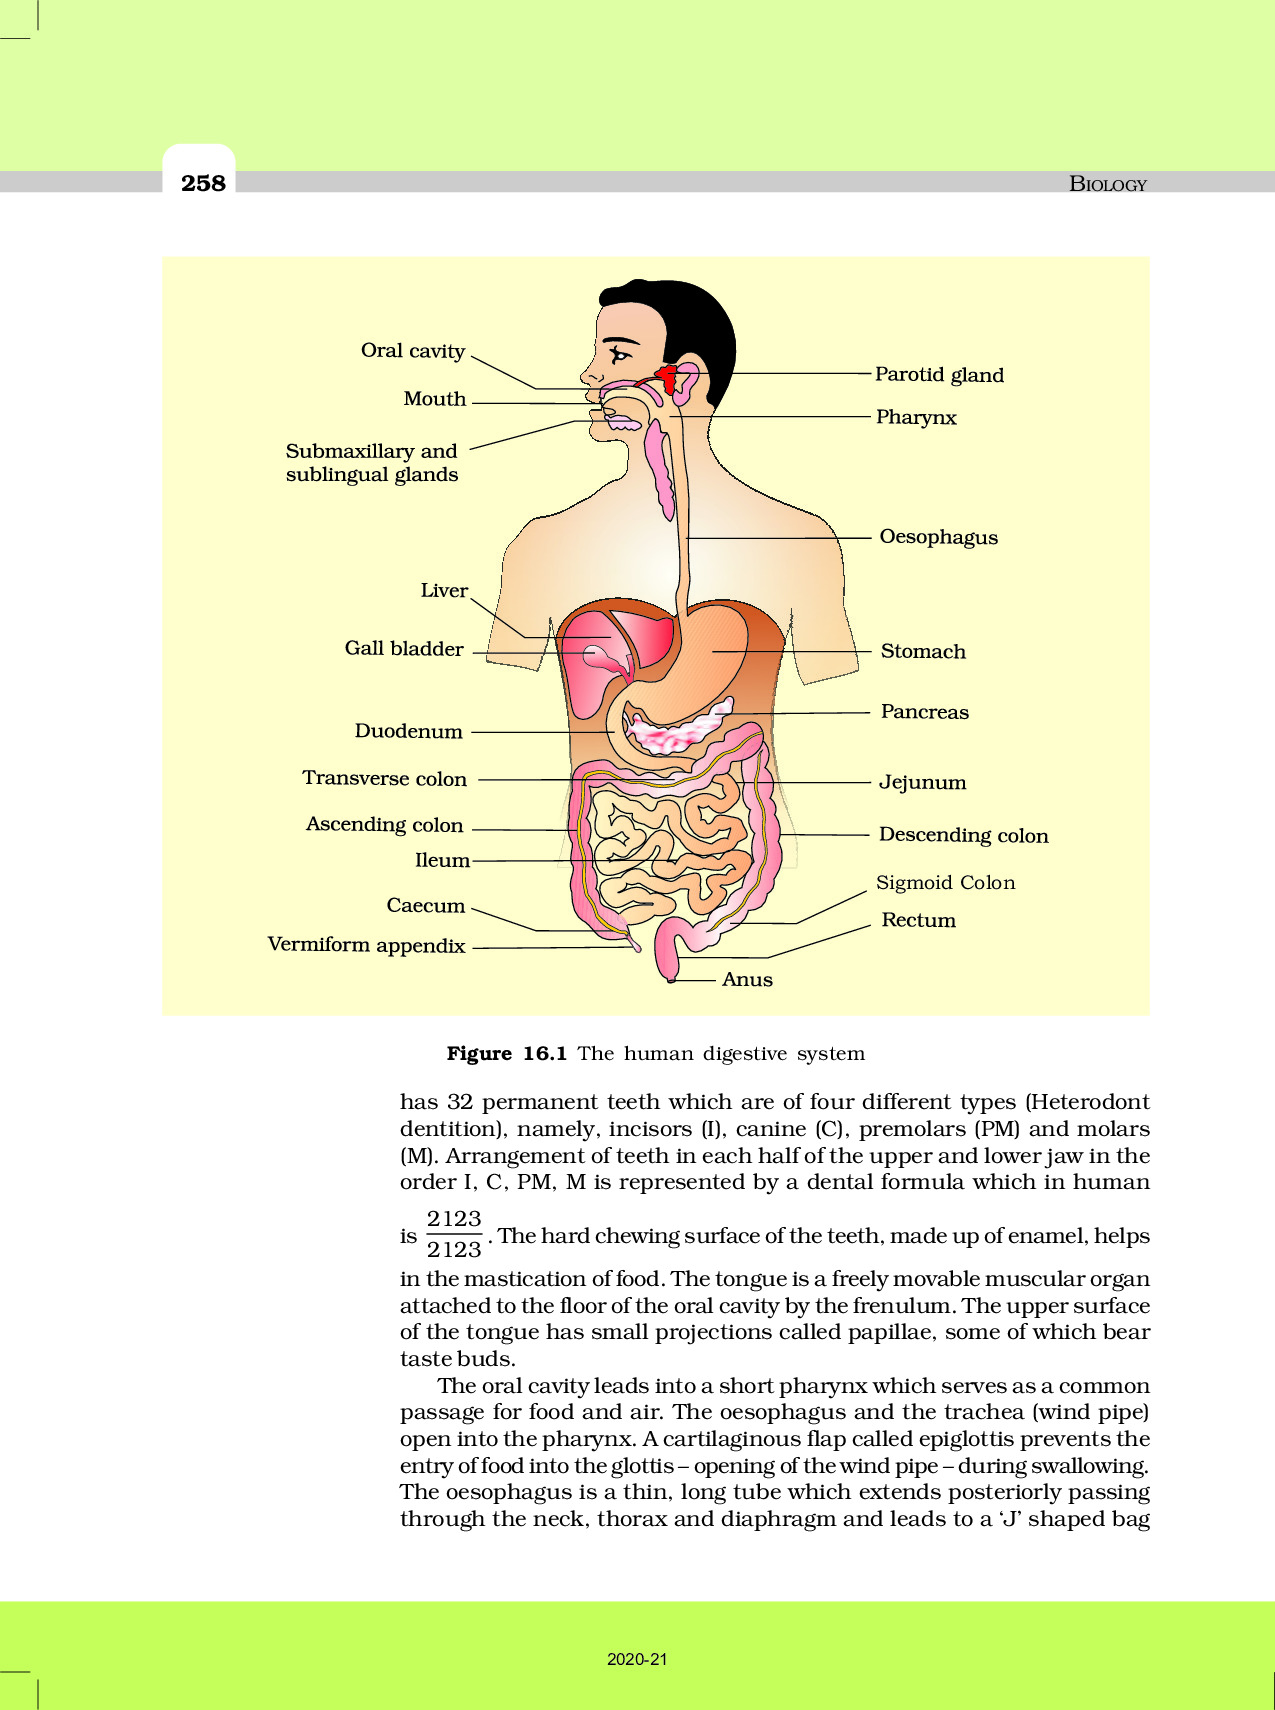 258
BIOLOGY
Oral cavity
Mouth
Submaxillary and
sublingual glands
Liver
Gall bladder
Duodenum
Transverse colon
Ascending colon
Ileum
Caecum
Vermiform appendix
Parotid gland
Pharynx
Oesophagus
Stomach
Pancreas
Jejunum
Descending colon
Sigmoid Colon
Rectum
Anus
Figure 16.1 The human digestive system
has 32 permanent teeth which are of four different types (Heterodont
dentition), namely, incisors (I), canine (C), premolars (PM) and molars
(M). Arrangement of teeth in each half of the upper and lower jaw in the
order I, C, PM, M is represented by a dental formula which in human
is 2123/2123 . The hard chewing surface of the teeth, made up of enamel, helps
in the mastication of food. The tongue is a freely movable muscular organ
attached to the floor of the oral cavity by the frenulum. The upper surface
of the tongue has small projections called papillae, some of which bear
taste buds.
The oral cavity leads into a short pharynx which serves as a common
passage for food and air. The oesophagus and the trachea (wind pipe)
open into the pharynx. A cartilaginous flap called epiglottis prevents the
entry of food into the glottis – opening of the wind pipe – during swallowing.
The oesophagus is a thin, long tube which extends posteriorly passing
through the neck, thorax and diaphragm and leads to a ‘J’ shaped bag
2020-21